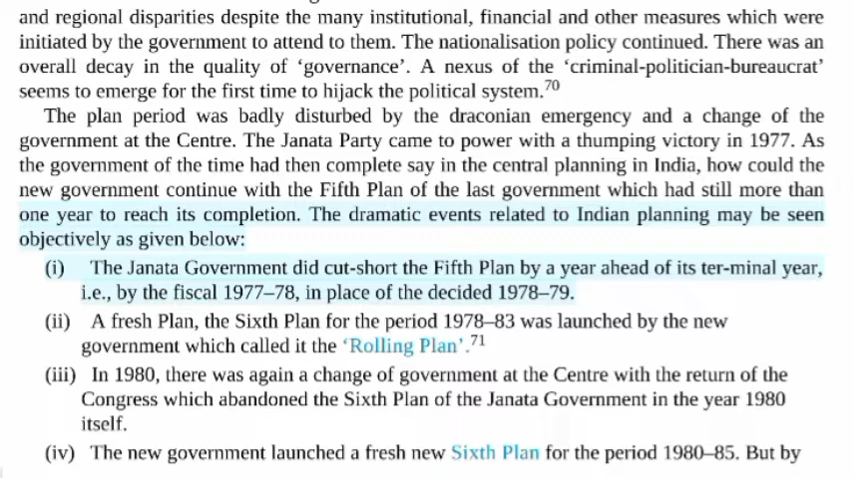 and regional disparities despite the many institutional, financial and other measures which were
initiated by the government to attend to them. The nationalisation policy continued. There was an
overall decay in the quality of ‘governance’. A nexus of the ‘criminal-politician-bureaucrat’
seems to emerge for the first time to hijack the political system.70
The plan period was badly disturbed by the draconian emergency and a change of the
government at the Centre. The Janata Party came to power with a thumping victory in 1977. As
the government of the time had then complete say in the central planning in India, how could the
new government continue with the Fifth Plan of the last government which had still more than
one year to reach its completion. The dramatic events related to Indian planning may be seen
objectively as given below:
(i) The Janata Government did cut-short the Fifth Plan by a year ahead of its ter-minal year,
i.e., by the fiscal 1977–78, in place of the decided 1978–79.
(ii) A fresh Plan, the Sixth Plan for the period 1978–83 was launched by the new
government which called it the ‘Rolling Plan’.71
(iii) In 1980, there was again a change of government at the Centre with the return of the
Congress which abandoned the Sixth Plan of the Janata Government in the year 1980
itself.
(iv) The new government launched a fresh new Sixth Plan for the period 1980–85. But by